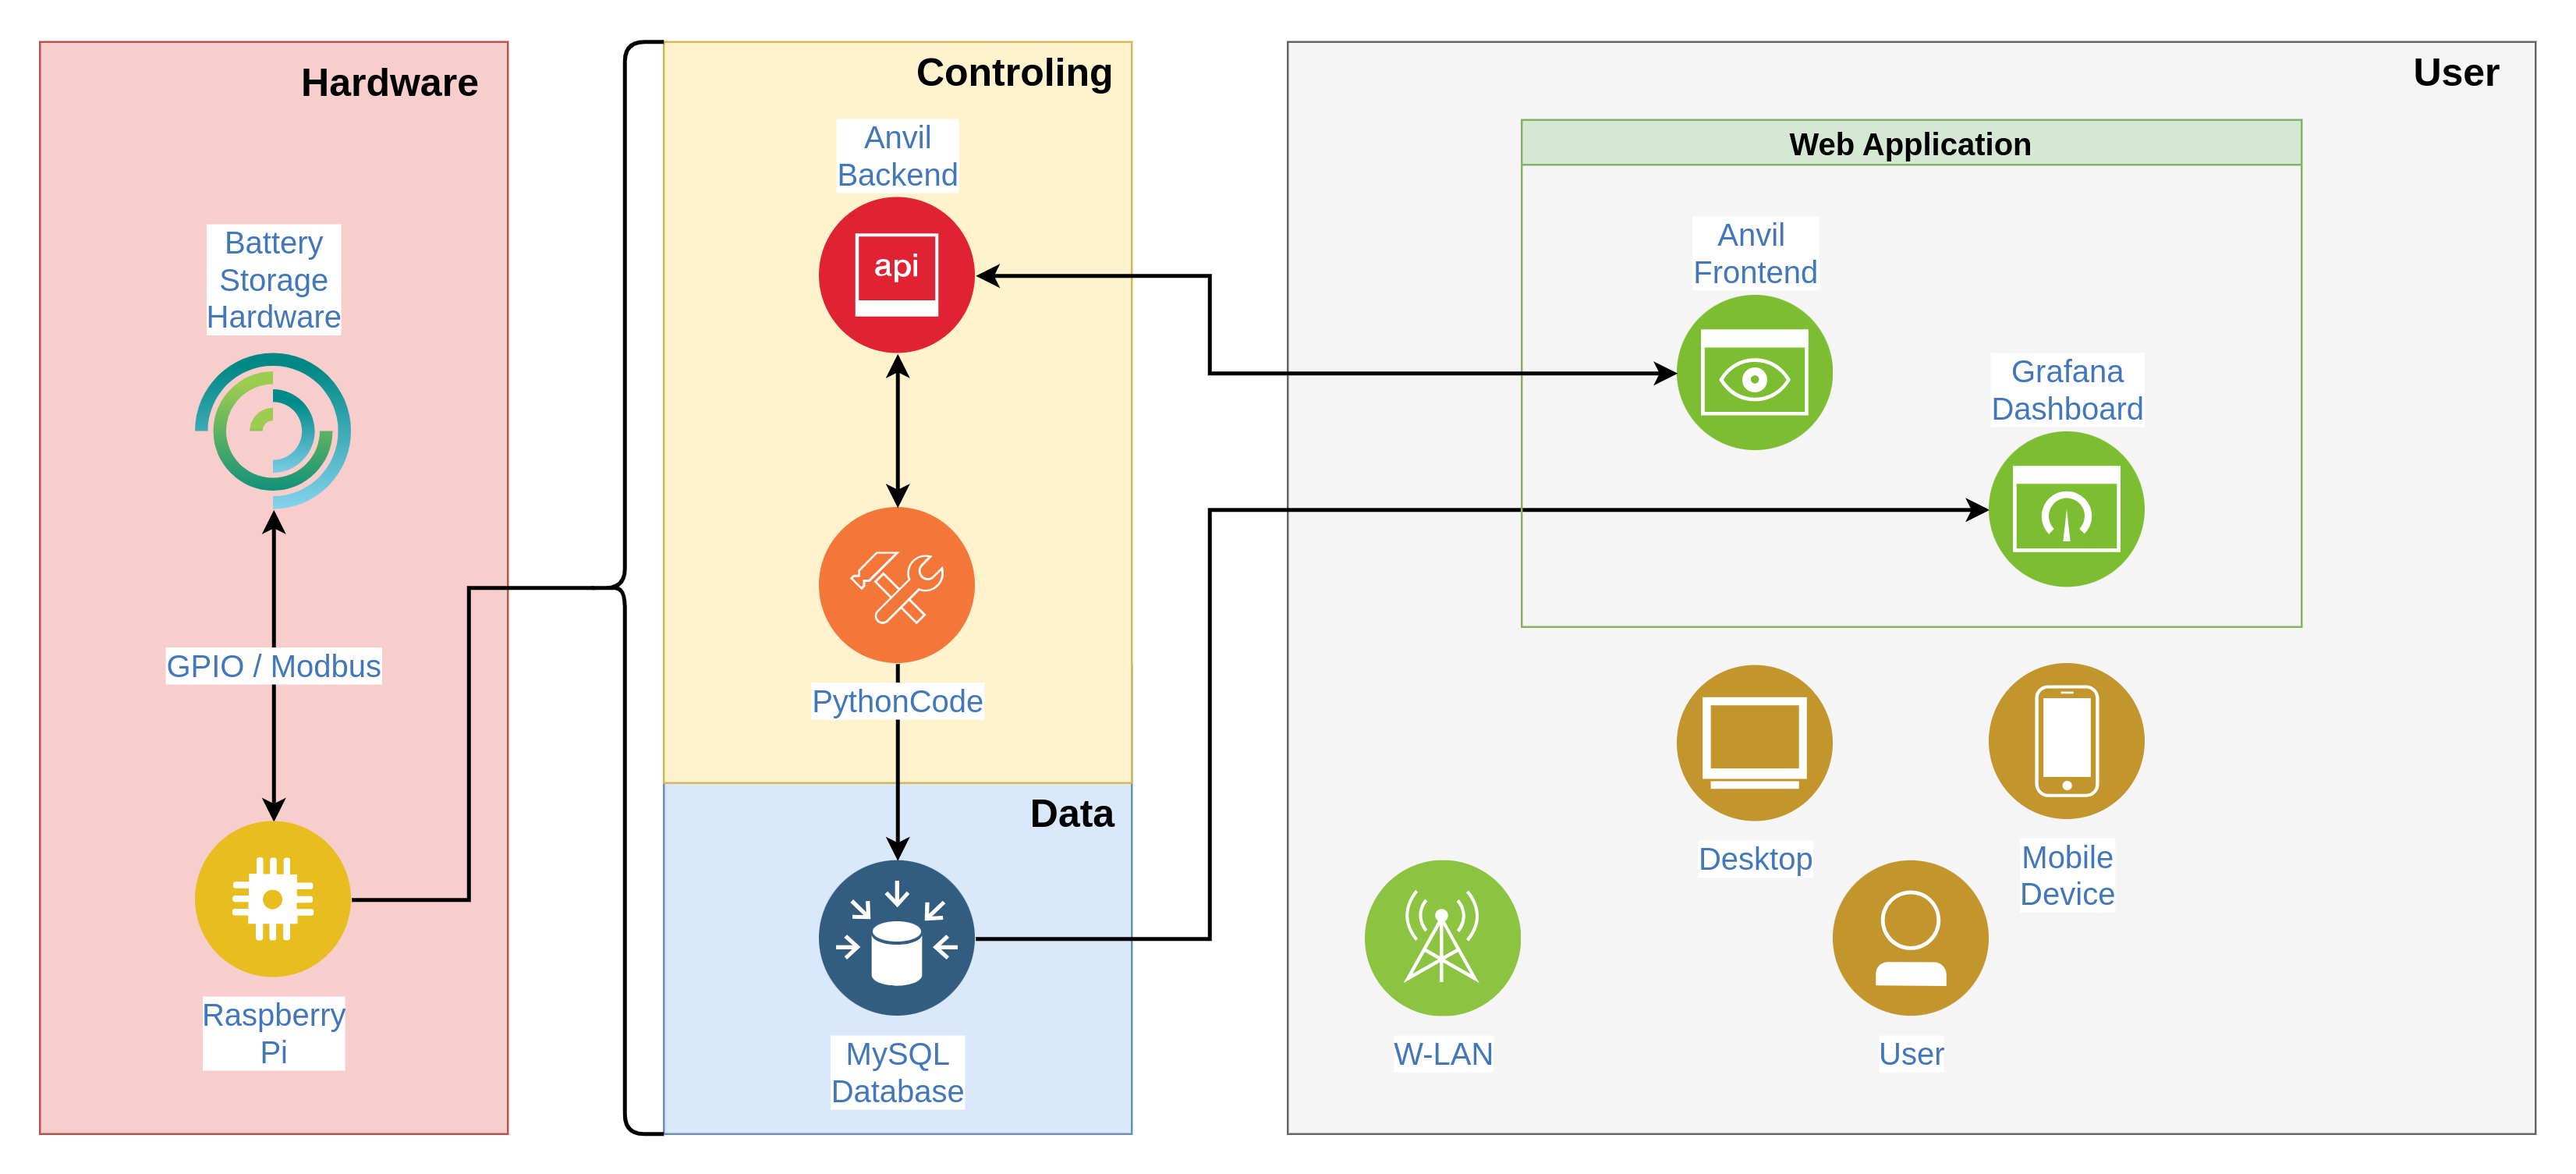 Hardware
Battery
Storage
Hardware
GPIO / Modbus
Raspberry
Pi
Controling
Anvil
Backend
api
PythonCode
Data
MySQL
Database
User
Web Application
Anvil
Frontend
Grafana
Dashboard
Desktop
Mobile
Device
W-LAN
User